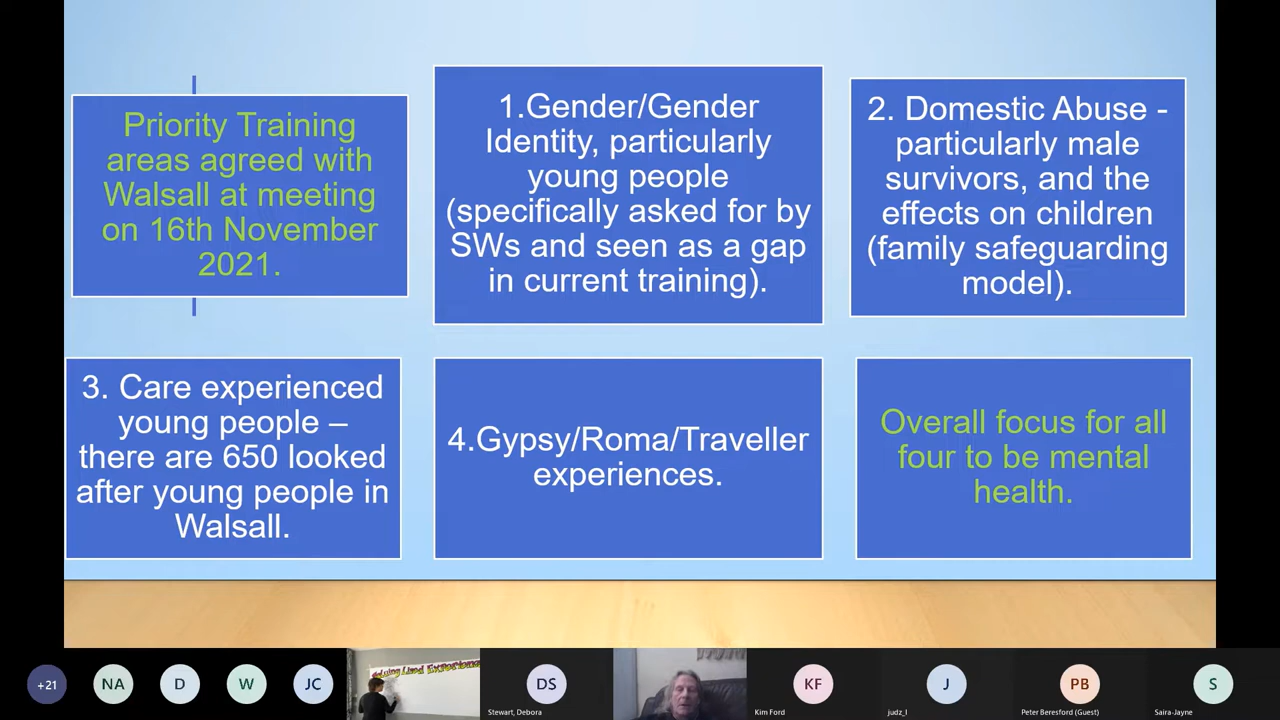 Priority Training
areas agreed with
Walsall at meeting
on 16th November
2021.
1.Gender/Gender
Identity, particularly
young people
(specifically asked for by
SWs and seen as a gap
in current training).
2. Domestic Abuse -
particularly male
survivors, and the
effects on children
(family safeguarding
model).
3. Care experienced
young people –
there are 650 looked
after young people in
Walsall.
4.Gypsy/Roma/Traveller
experiences.
Overall focus for all
four to be mental
health.
+21
NA
D
W
JC
Lived Experience
DS
Stewart, Debora
KF
Kim Ford
J
judz_l
PB
Peter Beresford (Guest)
S
Saira-Jayne